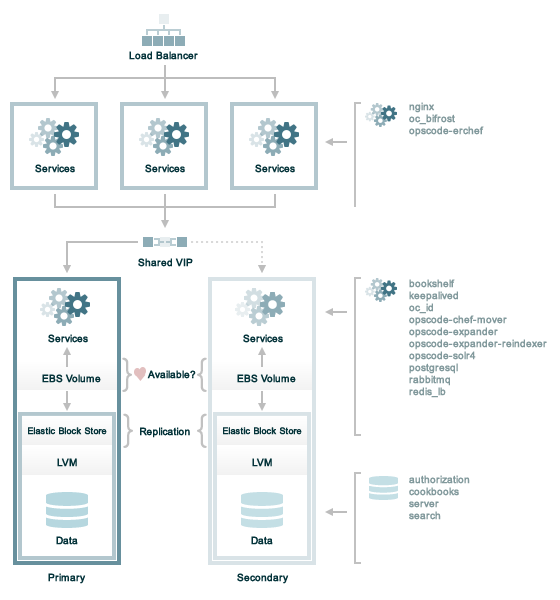 Load Balancer
Services
Services
Services
nginx
oc_bifrost
opscode-erchef
Shared VIP
Services
Services
bookshelf
keepalived
oc_id
opscode-chef-mover
opscode-expander
opscode-expander-reindexer
opscode-solr4
postgresql
rabbitmq
redis_lb
EBS Volume
Available?
EBS Volume
Elastic Block Store
Replication
Elastic Block Store
LVM
LVM
authorization
cookbooks
server
search
Data
Data
Primary
Secondary